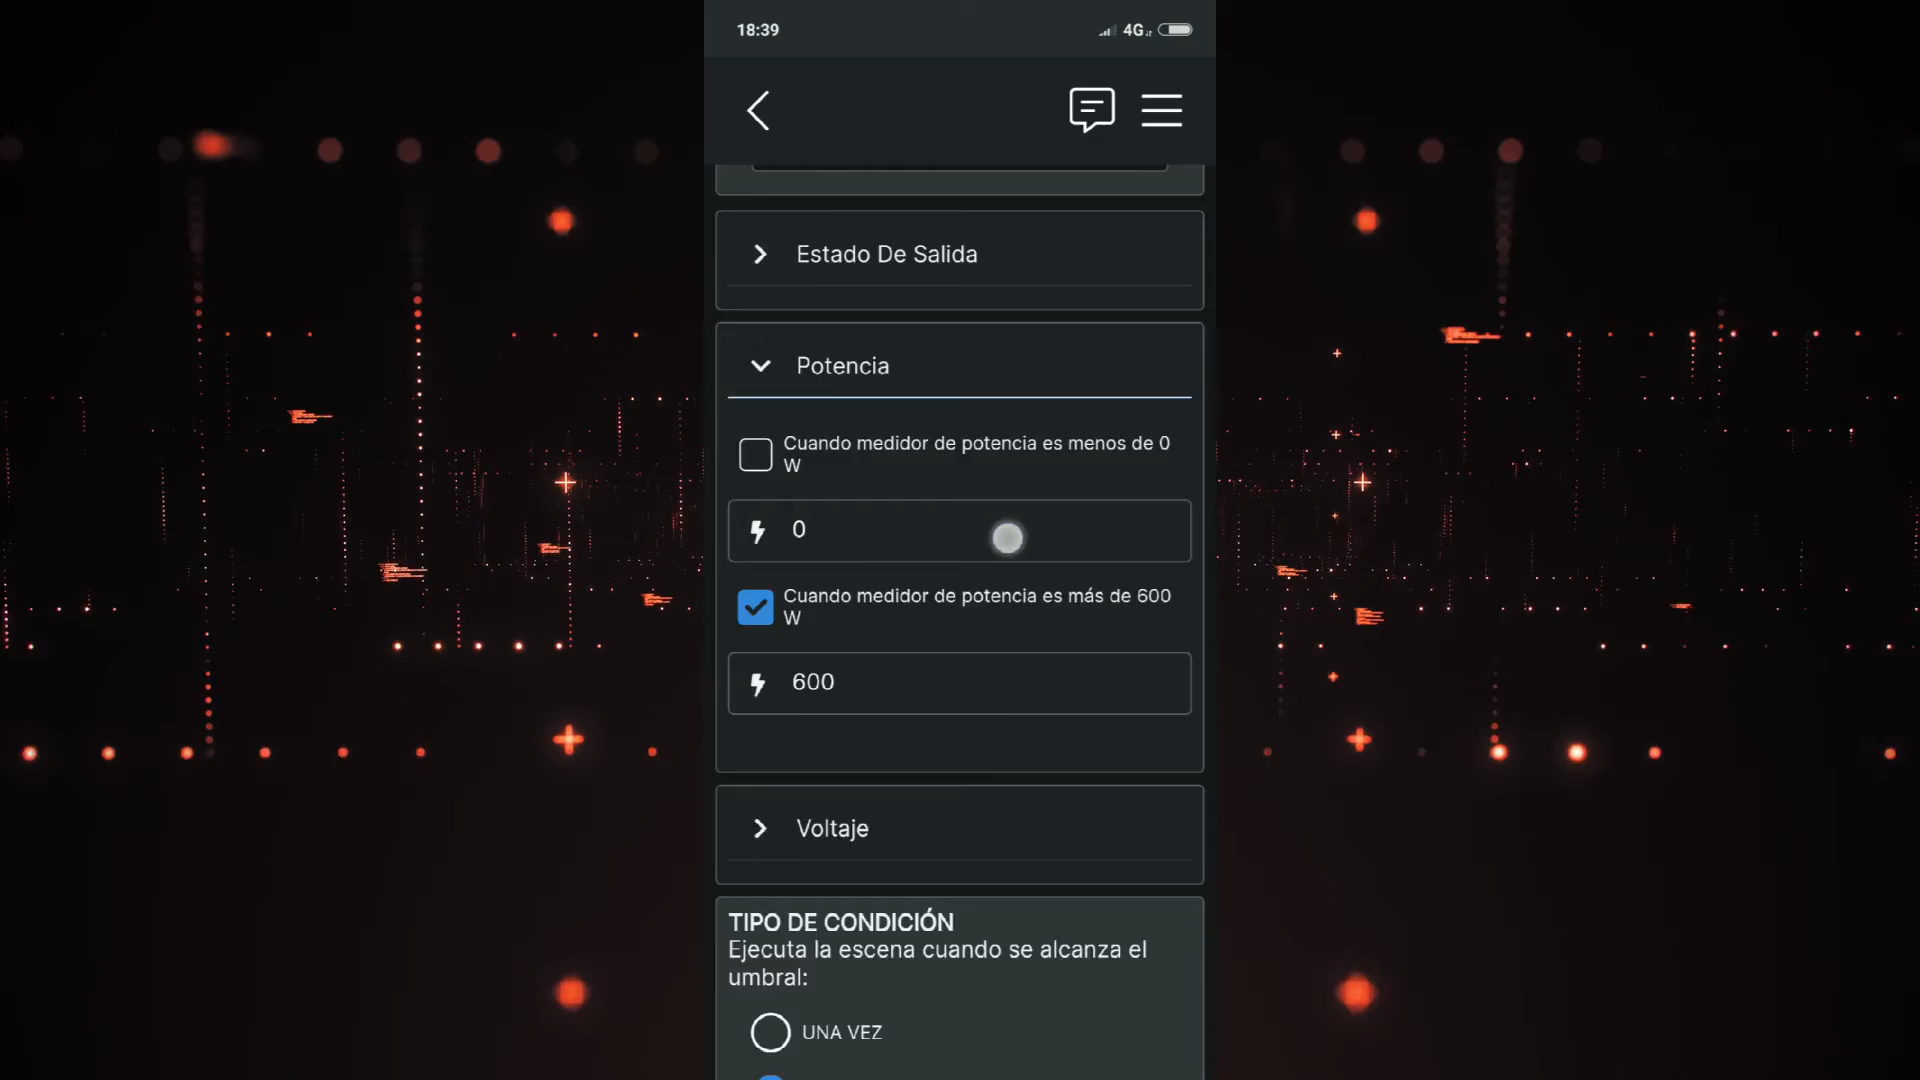 18:39
4G
Estado De Salida
Potencia
Cuando medidor de potencia es menos de 0
W
0
Cuando medidor de potencia es más de 600
W
600
Voltaje
TIPO DE CONDICIÓN
Ejecuta la escena cuando se alcanza el
umbral:
UNA VEZ